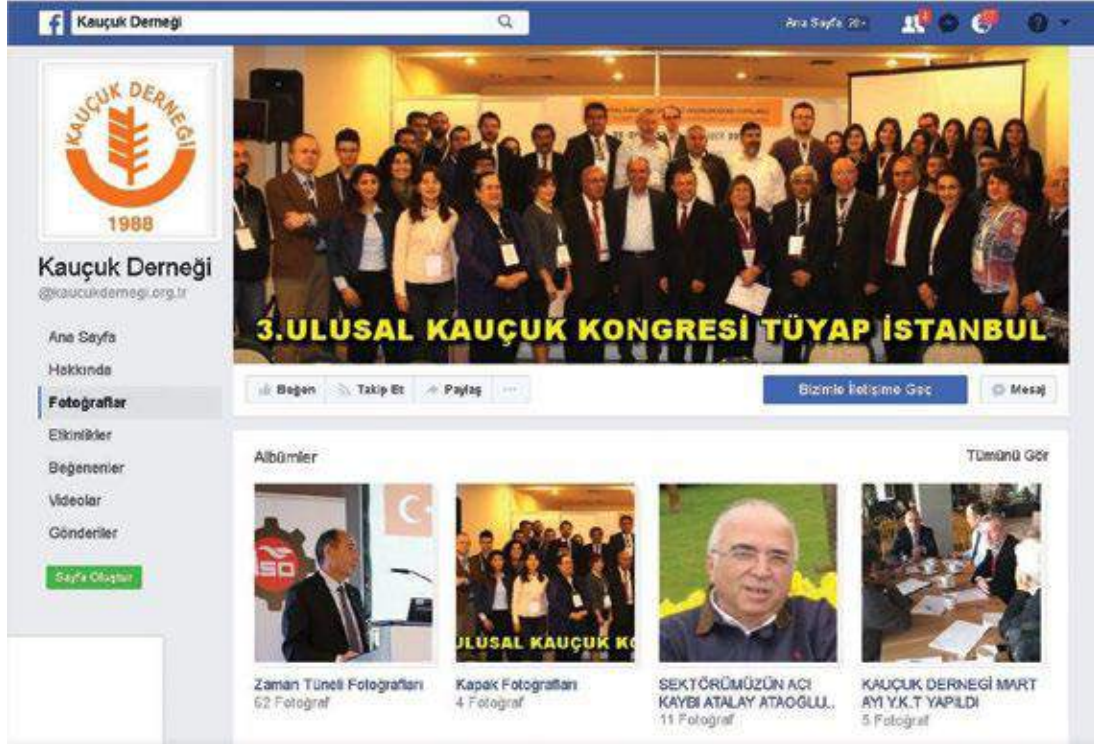 Kauçuk Derneği
Ana Sayfa
KAUÇUK DERNEĞİ
1988
Kauçuk Derneği
@kaucukdernegi.org.tr
Ana Sayfa
Hakkında
Fotoğraflar
Etkinlikler
Beğenenler
Videolar
Gönderiler
Sayfa Oluştur
3.ULUSAL KAUÇUK KONGRESİ TÜYAP İSTANBUL
Beğen
Takip Et
Paylaş
Bizimle İletişime Geç
Mesaj
Albümler
Tümünü Gör
ULUSAL KAUÇUK KO
Zaman Tüneli Fotoğrafları
62 Fotoğraf
Kapak Fotoğrafları
4 Fotoğraf
SEKTÖRÜMÜZÜN ACI
KAYBI ATALAY ATAOĞLU..
11 Fotoğraf
KAUÇUK DERNEGİ MART
AYI Y.K.T YAPILDI
5 Fotoğraf